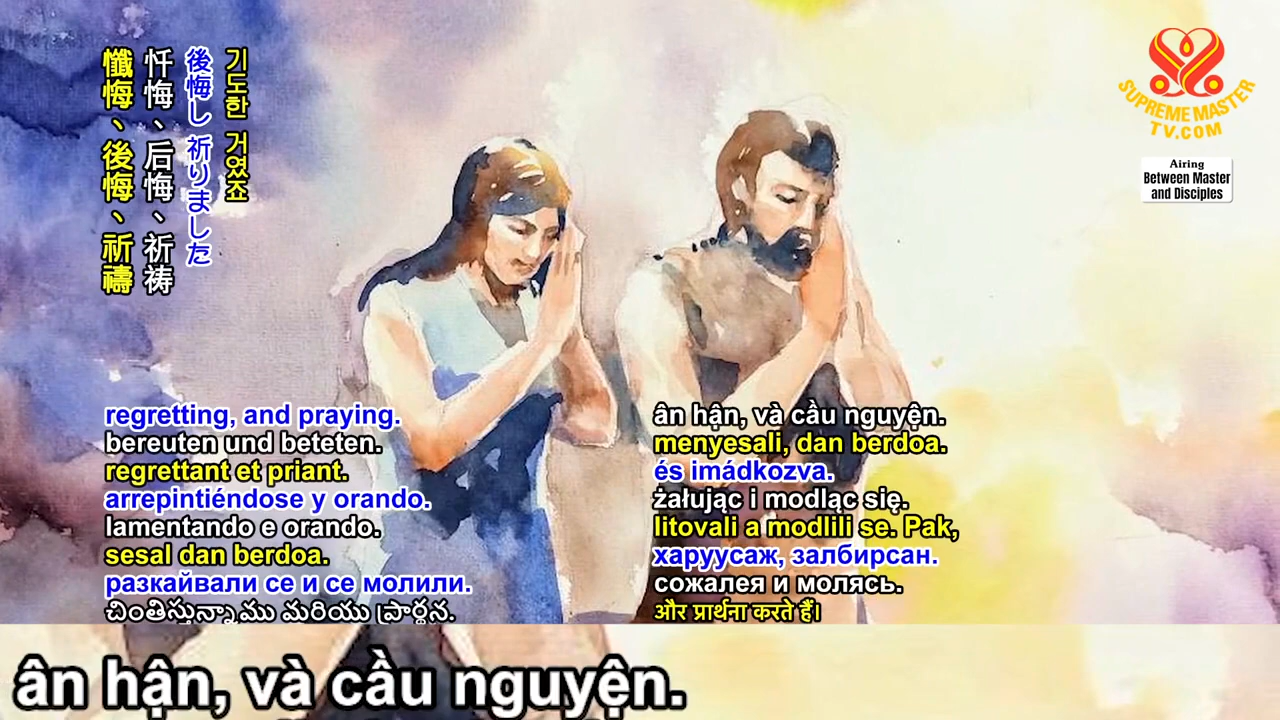 기도한 거였죠
後悔し 祈りました
忏悔、后悔、祈祷
懺悔、後悔、祈禱
SUPREME MASTER
TV.COM
Airing
Between Master
and Disciples
regretting, and praying.
bereuten und beteten.
regrettant et priant.
arrepintiéndose y orando.
lamentando e orando.
sesal dan berdoa.
разкайвали се и се молили.
చింతిస్తున్నాము మరియు ప్రార్థన.
ân hận, và cầu nguyện.
menyesali, dan berdoa.
és imádkozva.
żałując i modląc się.
litovali a modlili se. Pak,
харуусаж, залбирсан.
сожалея и молясь.
और प्रार्थना करते हैं।
ân hận, và cầu nguyện.